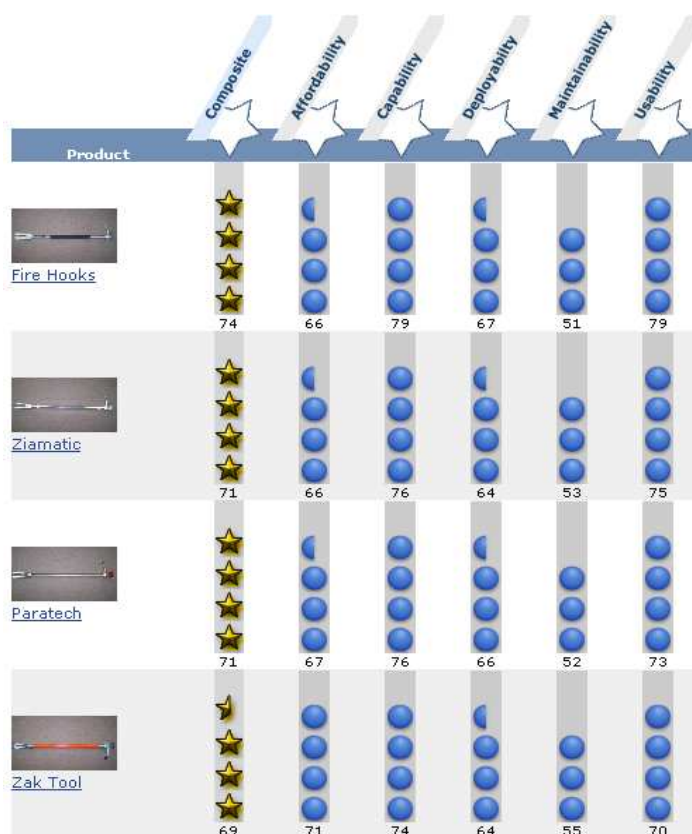 Composite Affordability Capability Deployability Maintainability Usability
Product
Fire Hooks
74 66 79 67 51 79
Ziamatic
71 66 76 64 53 75
Paratech
71 67 76 66 52 73
Zak Tool
69 71 74 64 55 70